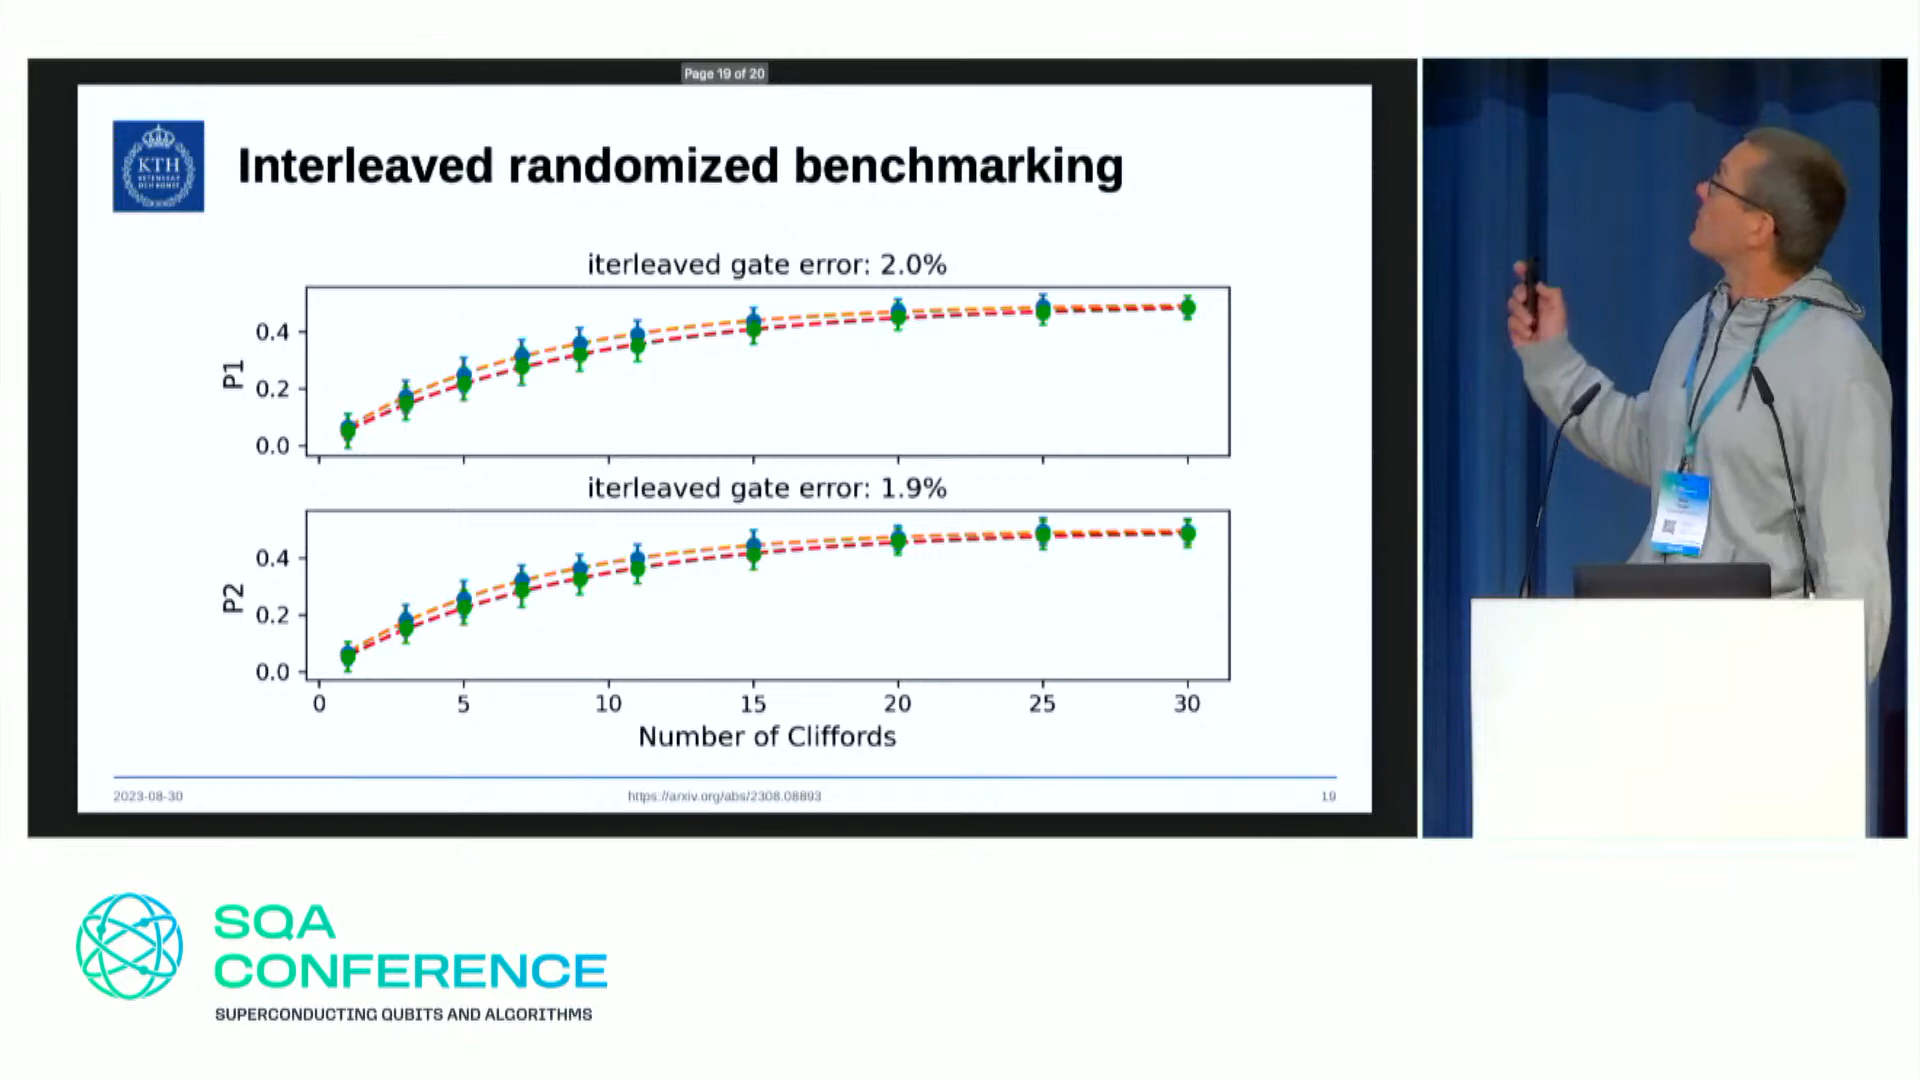 Page 19 of 20
KTH
VETENSKAP
OCH KONST
Interleaved randomized benchmarking
iterleaved gate error: 2.0%
P1
0.4
0.2
0.0
iterleaved gate error: 1.9%
P2
0.4
0.2
0.0
0 5 10 15 20 25 30
Number of Cliffords
2023-08-30 https://arxiv.org/abs/2308.08893 19
SQA
CONFERENCE
SUPERCONDUCTING QUBITS AND ALGORITHMS